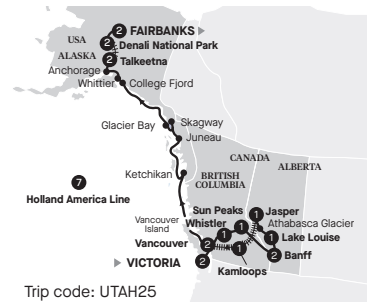 2 FAIRBANKS
USA
2 Denali National Park
ALASKA
2 Talkeetna
Anchorage
Whittier College Fjord
Glacier Bay
Skagway
Juneau
CANADA
ALBERTA
Ketchikan
BRITISH
COLUMBIA
7
Holland America Line
Sun Peaks
1 Jasper
Athabasca Glacier
Vancouver
Island
Whistler 1 1
1 Lake Louise
Vancouver 2
1
2 Banff
VICTORIA 2
Kamloops
Trip code: UTAH25